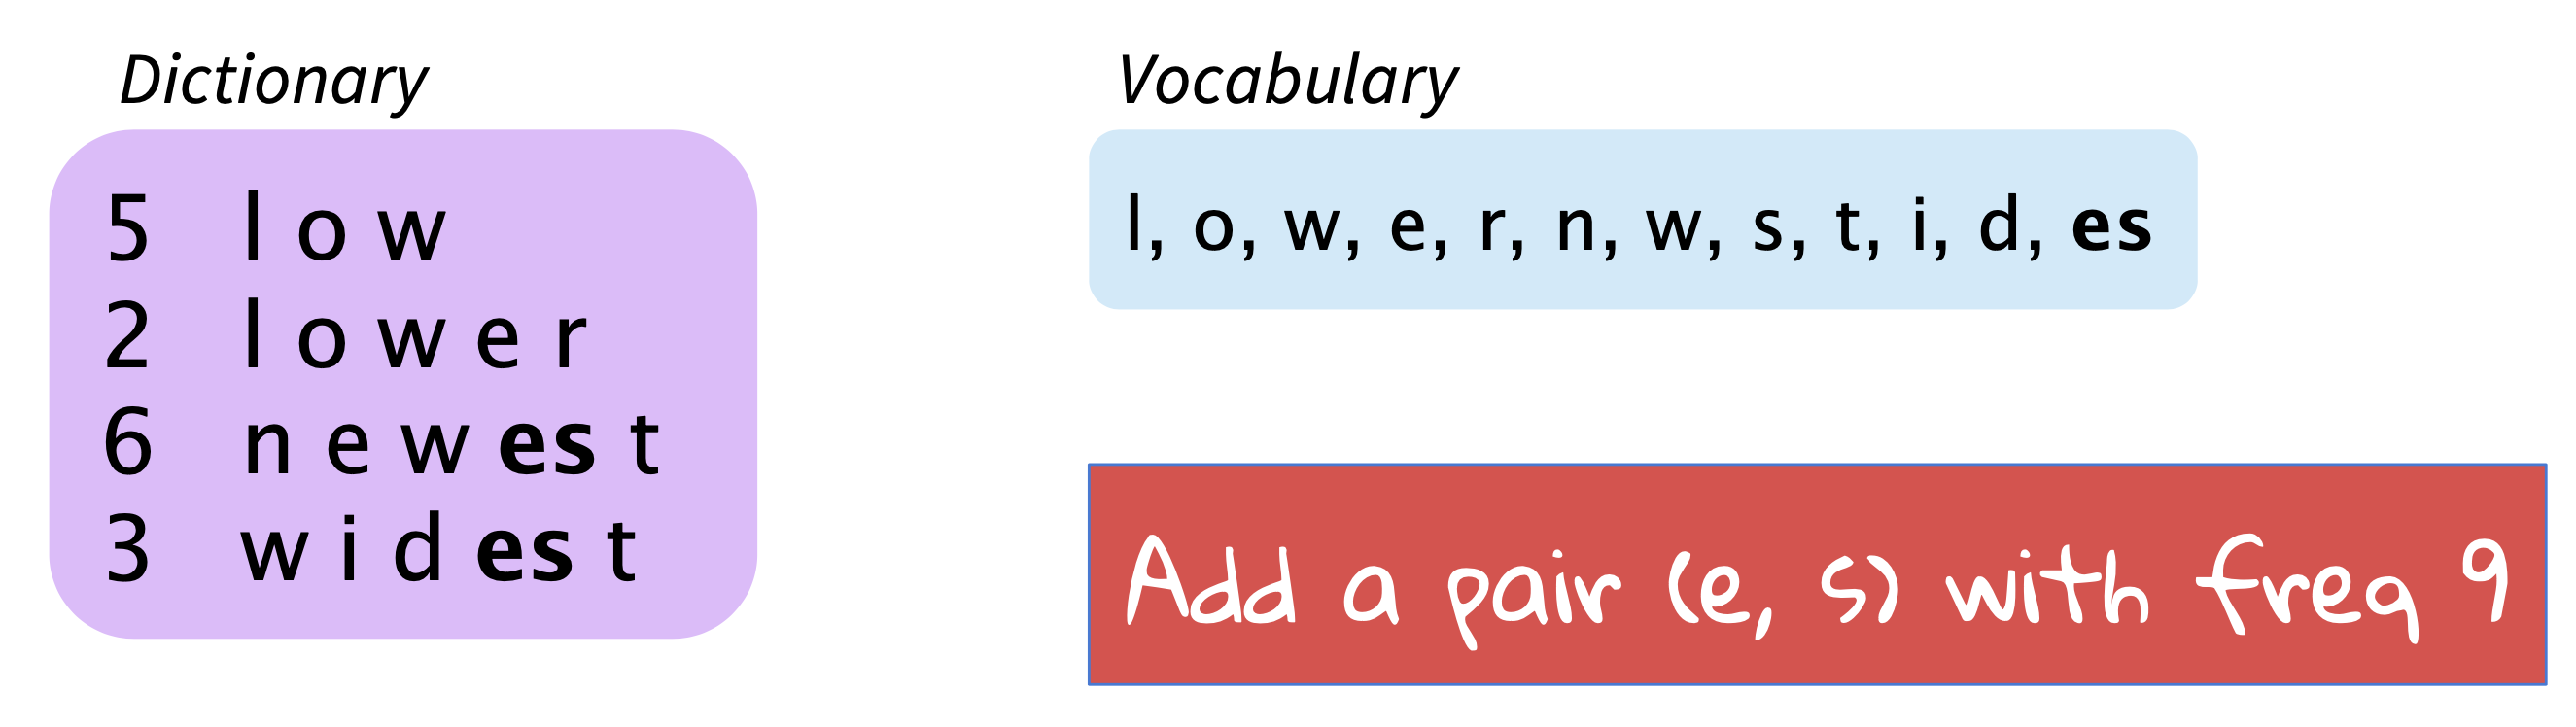 Dictionary
5 l o w
2 l o w e r
6 n e w es t
3 w i d es t
Vocabulary
l, o, w, e, r, n, w, s, t, i, d, es
Add a pair (e, s) with freq 9